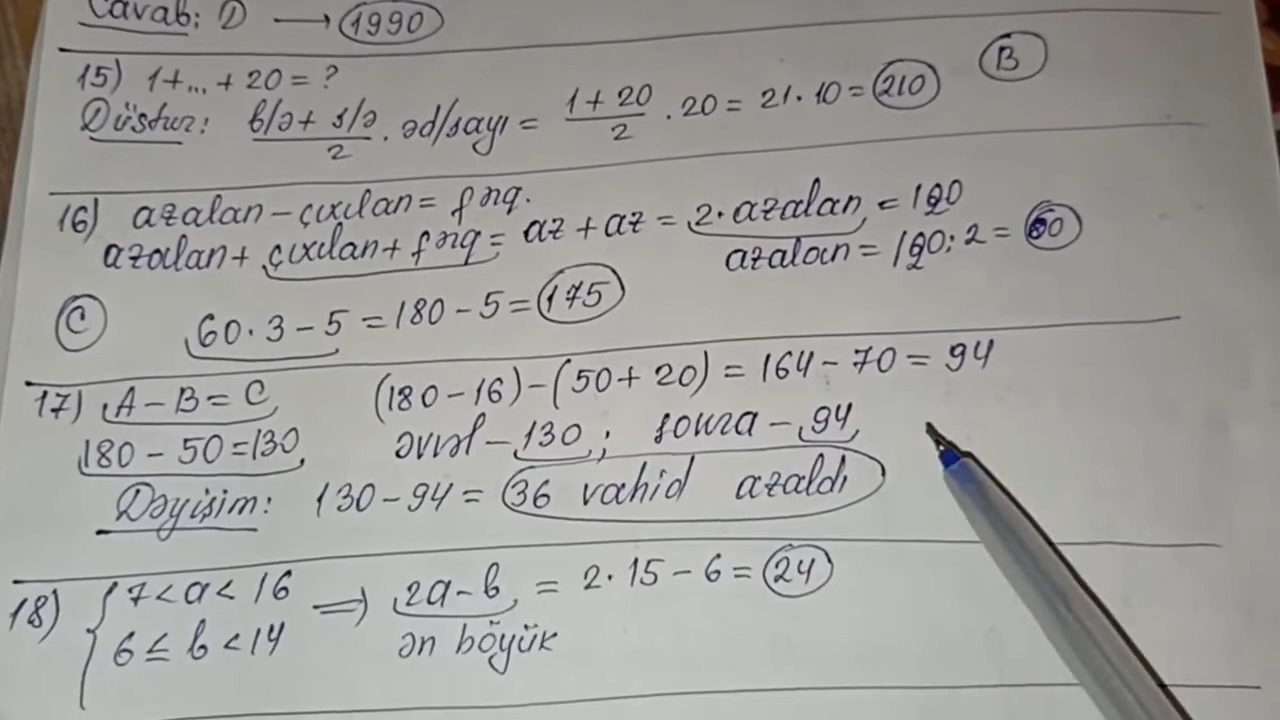 Cavab: D → 1990
15) 1+...+20=?
B
Düstur: b/ə + s/ə / 2 · əd/sayı = 1+20 / 2 · 20 = 21·10 = 210
16) azalan - çıxılan = fərq.
azalan + çıxılan + fərq = az + az = 2·azalan = 120
azalan = 120:2 = 60
C 60·3-5 = 180-5 = 175
17) A-B=C (180-16)-(50+20) = 164-70 = 94
180-50=130 əvvəl-130; sonra-94
Dəyişim: 130-94 = 36 vahid azaldı
18) { 7<a<16 ⇒ 2a-b = 2·15-6 = 24
6≤b<14 ən böyük